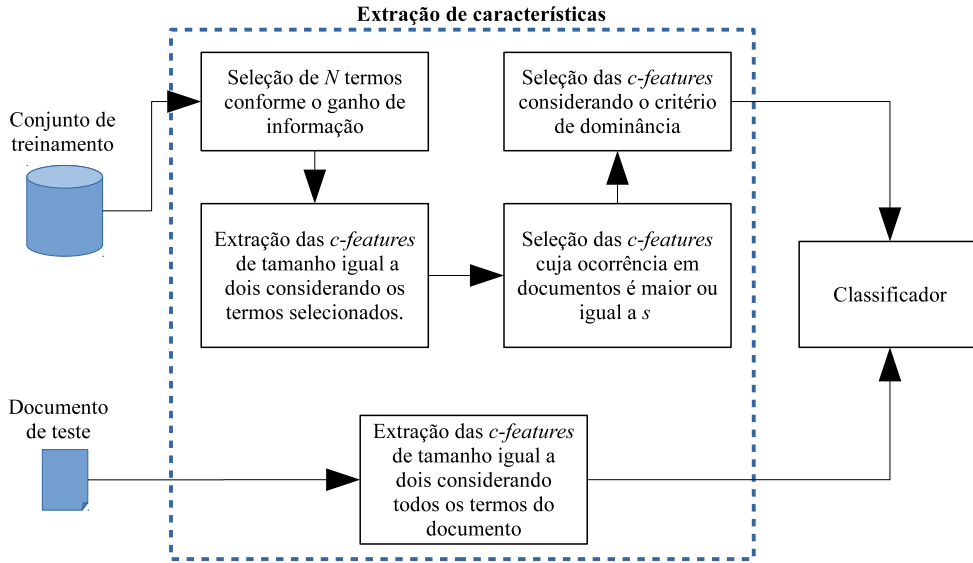 Extração de características
Conjunto de
treinamento
Seleção de N termos
conforme o ganho de
informação
Extração das c-features
de tamanho igual a
dois considerando os
termos selecionados.
Seleção das c-features
cuja ocorrência em
documentos é maior ou
igual a s
Seleção das c-features
considerando o critério
de dominância
Classificador
Documento
de teste
Extração das c-features
de tamanho igual a
dois considerando
todos os termos do
documento